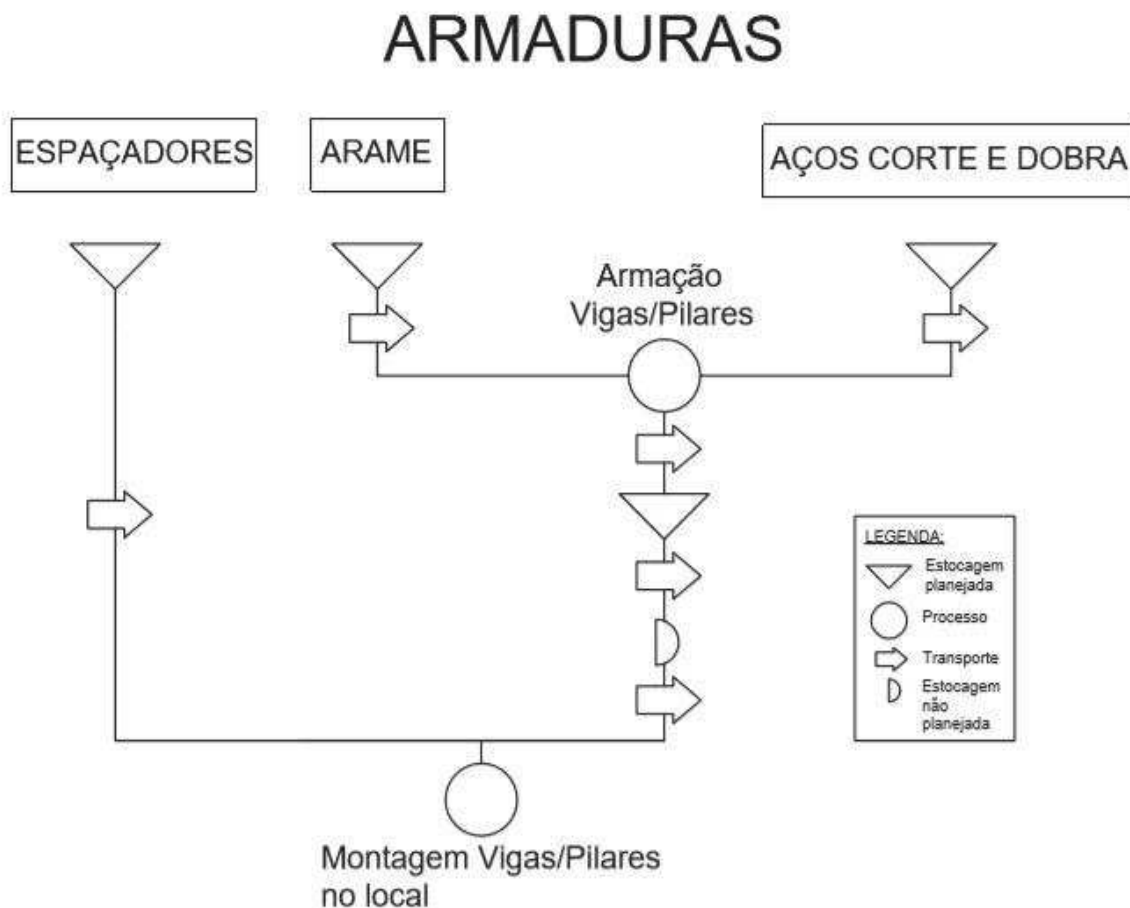 ARMADURAS
ESPAÇADORES
ARAME
AÇOS CORTE E DOBRA
Armação
Vigas/Pilares
LEGENDA:
Estocagem
planejada
Processo
Transporte
Estocagem
não
planejada
Montagem Vigas/Pilares
no local